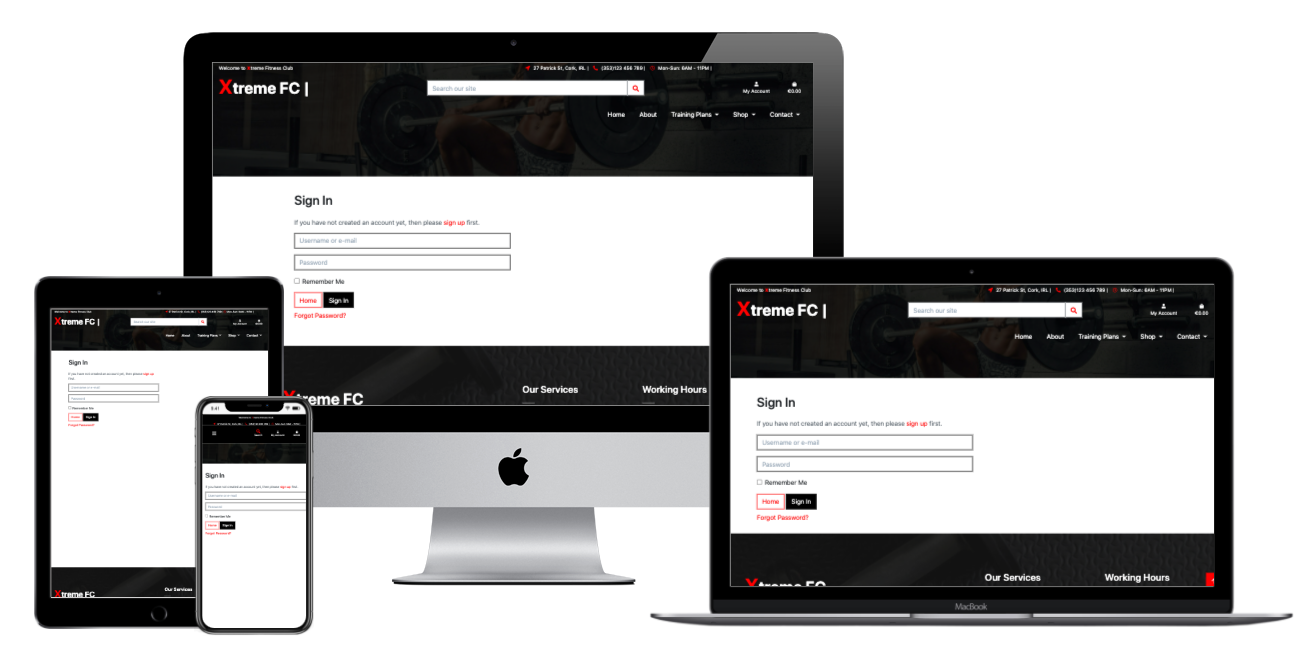 Welcome to Xtreme Fitness Club
27 Patrick St, Cork, IRL | (353)123 456 789 | Mon-Sun: 6AM - 11PM |
Xtreme FC |
Search our site
My Account
€0.00
Home About Training Plans Shop Contact
Sign In
If you have not created an account yet, then please sign up first.
Username or e-mail
Password
Remember Me
Home Sign In
Forgot Password?
Xtreme FC
Our Services
Working Hours
Welcome to Xtreme Fitness Club
27 Patrick St, Cork, IRL | (353)123 456 789 | Mon-Sun: 6AM - 11PM |
Xtreme FC |
Search our site
My Account
€0.00
Home About Training Plans Shop Contact
Sign In
If you have not created an account yet, then please sign up first.
Username or e-mail
Password
Remember Me
Home Sign In
Forgot Password?
Xtreme FC
Our Services
Working Hours
MacBook
Xtreme FC |
Search our site
My Account
Home About Training Plans Shop Contact
Sign In
If you have not created an account yet, then please sign up
first.
Username or e-mail
Password
Remember Me
Home Sign In
Forgot Password?
Xtreme FC
Our Services
9:41
Search
My Account
Sign In
If you have not created an account yet, then please sign up first.
Username or e-mail
Password
Remember Me
Home Sign In
Forgot Password?